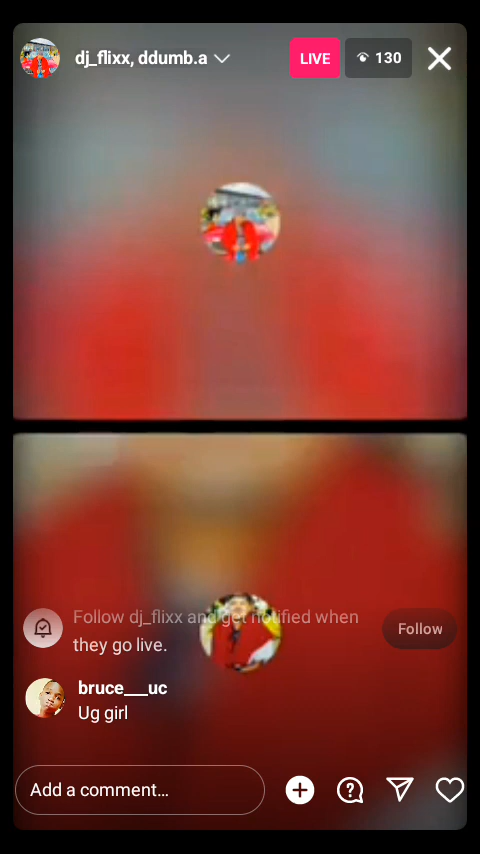 dj_flixx, ddumb.a
LIVE
130
Follow dj_flixx and get notified when
they go live.
Follow
bruce___uc
Ug girl
Add a comment...